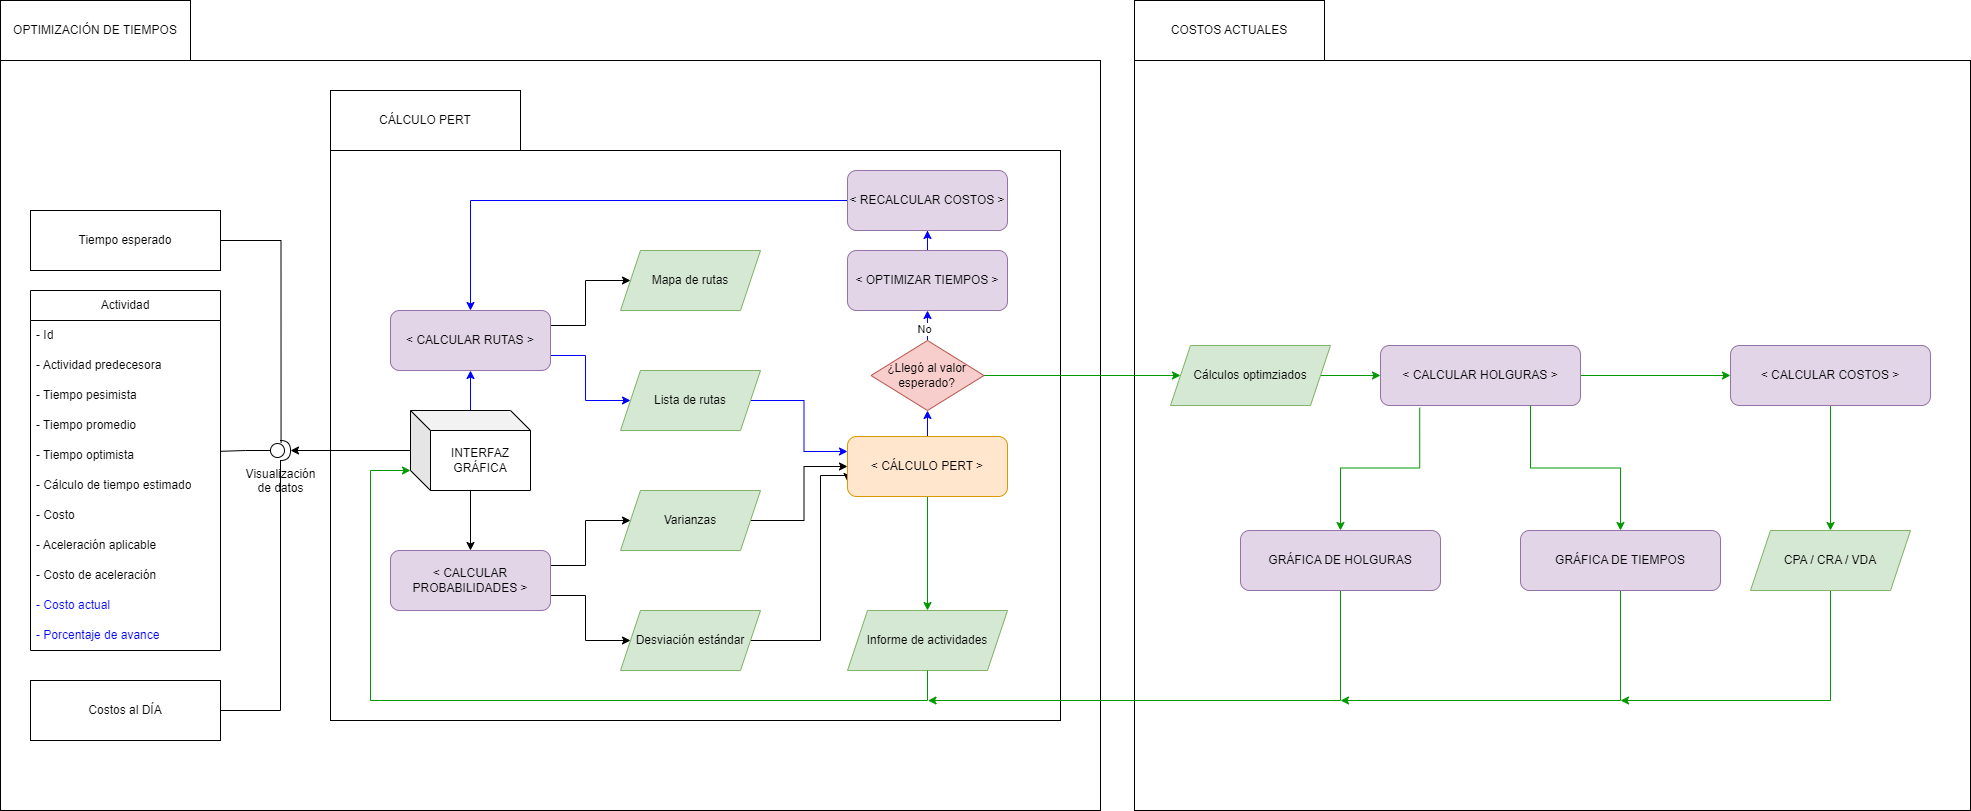 OPTIMIZACIÓN DE TIEMPOS
COSTOS ACTUALES
CÁLCULO PERT
Tiempo esperado
Actividad
- Id
- Actividad predecesora
- Tiempo pesimista
- Tiempo promedio
- Tiempo optimista
- Cálculo de tiempo estimado
- Costo
- Aceleración aplicable
- Costo de aceleración
- Costo actual
- Porcentaje de avance
Costos al DÍA
Visualización
de datos
INTERFAZ
GRÁFICA
< CALCULAR RUTAS >
< CALCULAR
PROBABILIDADES >
Mapa de rutas
Lista de rutas
Varianzas
Desviación estándar
< RECALCULAR COSTOS >
< OPTIMIZAR TIEMPOS >
No
¿Llegó al valor
esperado?
< CÁLCULO PERT >
Informe de actividades
Cálculos optimziados
< CALCULAR HOLGURAS >
< CALCULAR COSTOS >
GRÁFICA DE HOLGURAS
GRÁFICA DE TIEMPOS
CPA / CRA / VDA